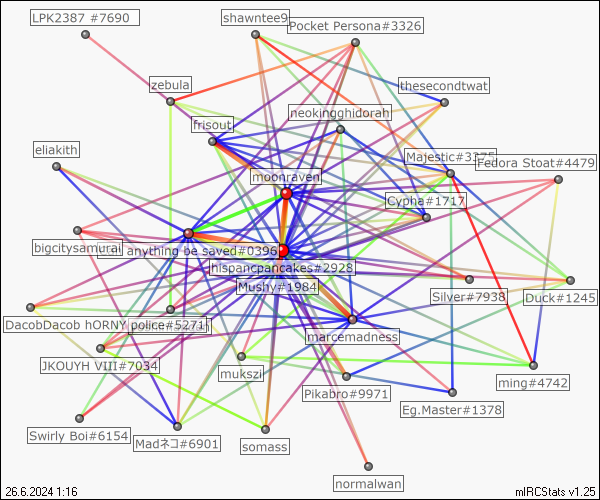 LPK2387 #7690
shawntee9
Pocket Persona#3326
zebula
thesecondtwat
neokingghidorah
frisout
eliakith
Majestic#3375
Fedora Stoat#4479
moonraven
Cypha#1717
bigcitysamurai
anything be saved#0396
hispancpancakes#2928
Mushy#1984
Silver#7938
Duck#1245
DacobDacob hORNY police#5271
marcemadness
JKOUYH VIII#7034
mukszi
ming#4742
Pikabro#9971
Eg.Master#1378
Swirly Boi#6154
Madネコ#6901
somass
normalwan
26.6.2024 1:16
mIRCStats v1.25